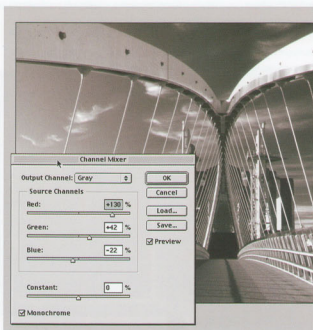 Channel Mixer
Output Channel: Gray
OK
Source Channels
Cancel
Red: +130 %
Load...
Green: +42 %
Save...
Preview
Blue: -22 %
Constant: 0 %
Monochrome